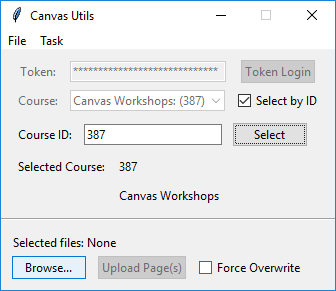 Canvas Utils
File Task
Token: ***************************** Token Login
Course: Canvas Workshops: (387) Select by ID
Course ID: 387 Select
Selected Course: 387
Canvas Workshops
Selected files: None
Browse... Upload Page(s) Force Overwrite